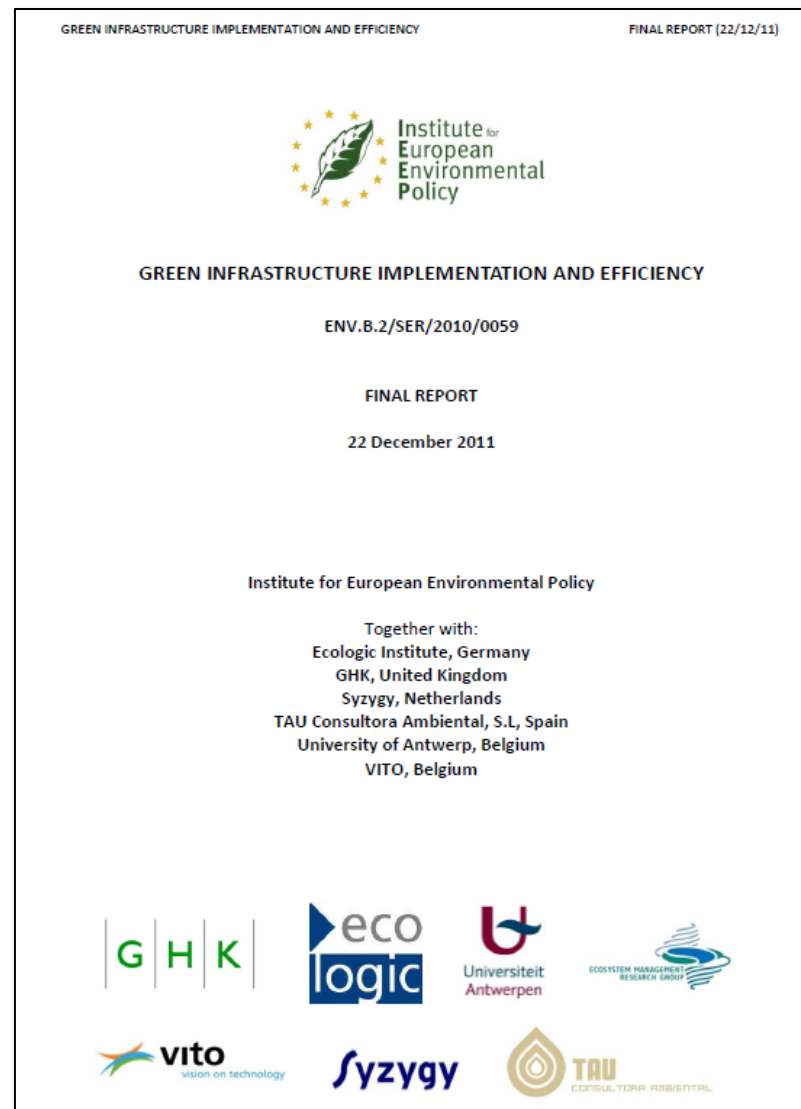 GREEN INFRASTRUCTURE IMPLEMENTATION AND EFFICIENCY FINAL REPORT (22/12/11)
Institute for
European
Environmental
Policy
GREEN INFRASTRUCTURE IMPLEMENTATION AND EFFICIENCY
ENV.B.2/SER/2010/0059
FINAL REPORT
22 December 2011
Institute for European Environmental Policy
Together with:
Ecologic Institute, Germany
GHK, United Kingdom
Syzygy, Netherlands
TAU Consultora Ambiental, S.L, Spain
University of Antwerp, Belgium
VITO, Belgium
G H K
eco
logic
Universiteit
Antwerpen
ECOSYSTEM MANAGEMENT
RESEARCH GROUP
vito
vision on technology
Syzygy
TAU
CONSULTORA AMBIENTAL